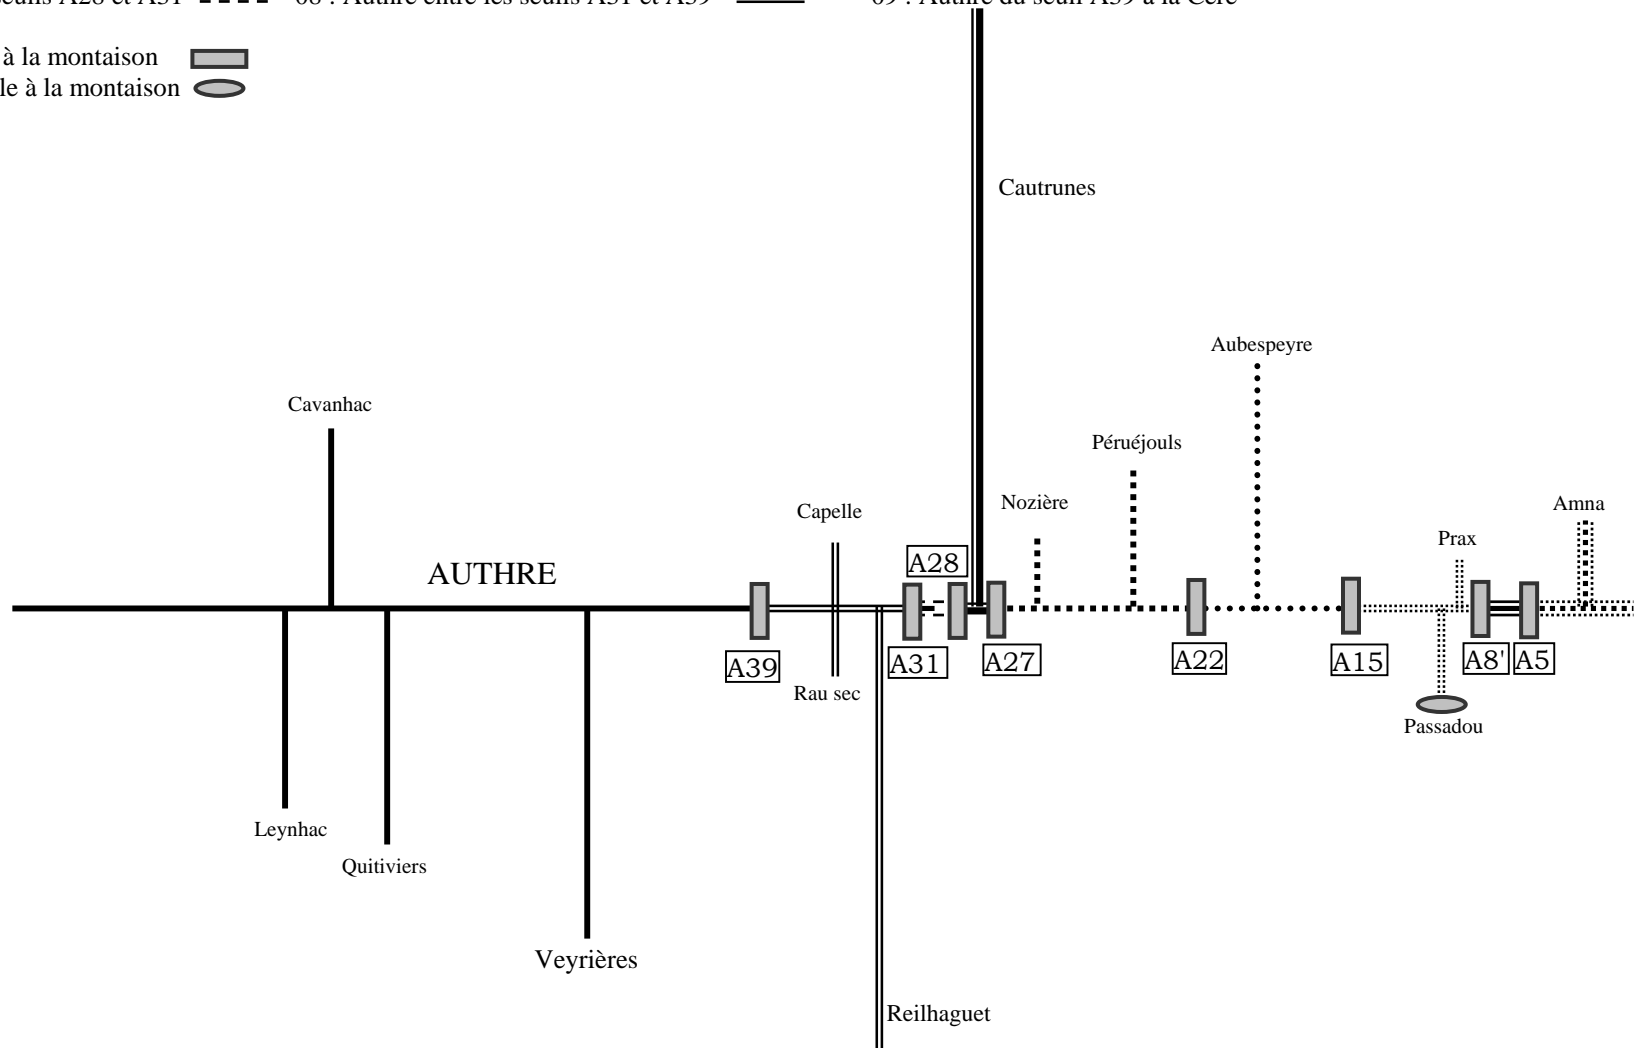 seuils A28 et A31 08 : Authre entre les seuils A31 et A39 09 : Authre du seuil A39 à la Cère
à la montaison
le à la montaison
Cautrunes
Aubespeyre
Cavanhac
Péruéjouls
Nozière
Amna
Capelle
Prax
A28
AUTHRE
A39
A31
A27
A22
A15
A8'
A5
Rau sec
Passadou
Leynhac
Quitiviers
Veyrières
Reilhaguet